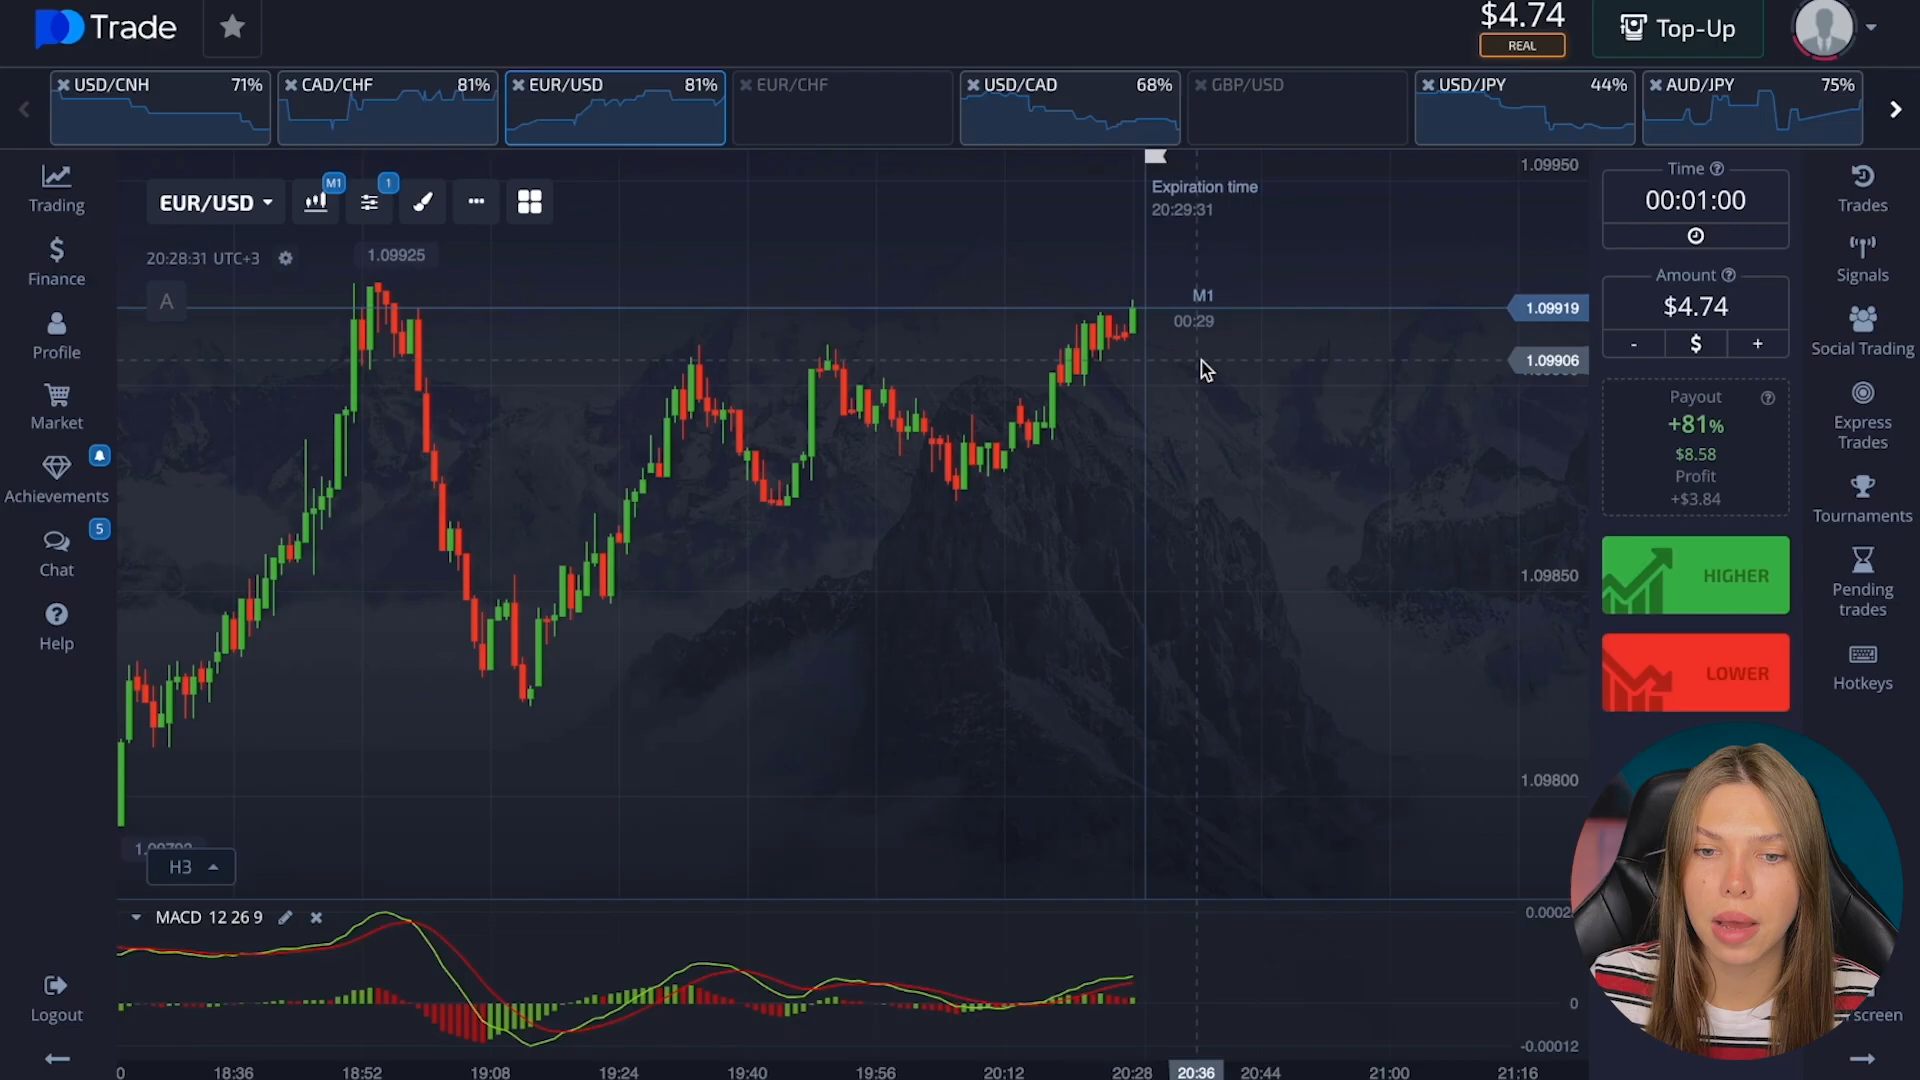 Trade
$4.74
REAL
Top-Up
USD/CNH 71%
CAD/CHF 81%
EUR/USD 81%
EUR/CHF
USD/CAD 68%
GBP/USD
USD/JPY 44%
AUD/JPY 75%
Trading
Finance
Profile
Market
Achievements
5
Chat
Help
Logout
EUR/USD
M1
1
20:28:31 UTC+3
1.09925
A
Expiration time
20:29:31
M1
00:29
1.09950
1.09919
1.09906
1.09850
1.09800
H3
MACD 12 26 9
0
-0.00012
0
18:36
18:52
19:08
19:24
19:40
19:56
20:12
20:28
20:36
20:44
21:00
21:16
Time
00:01:00
Amount
$4.74
-
$
+
Payout
+81%
$8.58
Profit
+$3.84
HIGHER
LOWER
Trades
Signals
Social Trading
Express
Trades
Tournaments
Pending
trades
Hotkeys
screen